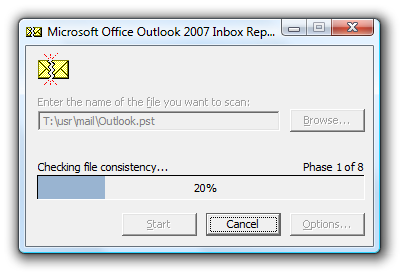 Microsoft Office Outlook 2007 Inbox Rep...
Enter the name of the file you want to scan:
T:\usr\mail\Outlook.pst
Browse...
Checking file consistency...
Phase 1 of 8
20%
Start
Cancel
Options...